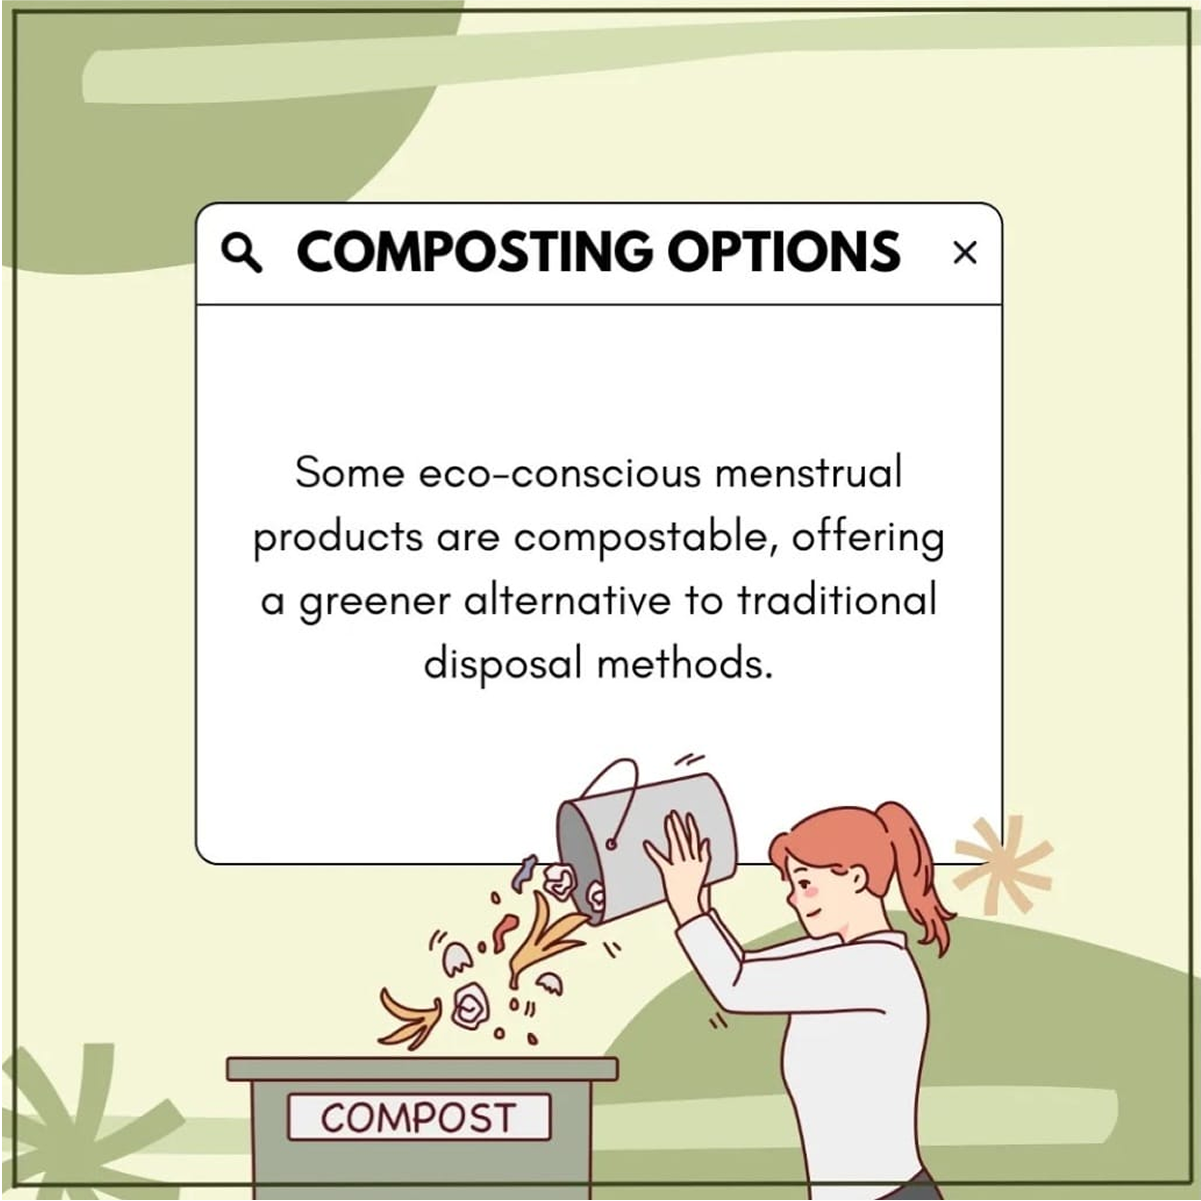 COMPOSTING OPTIONS
Some eco-conscious menstrual
products are compostable, offering
a greener alternative to traditional
disposal methods.
COMPOST